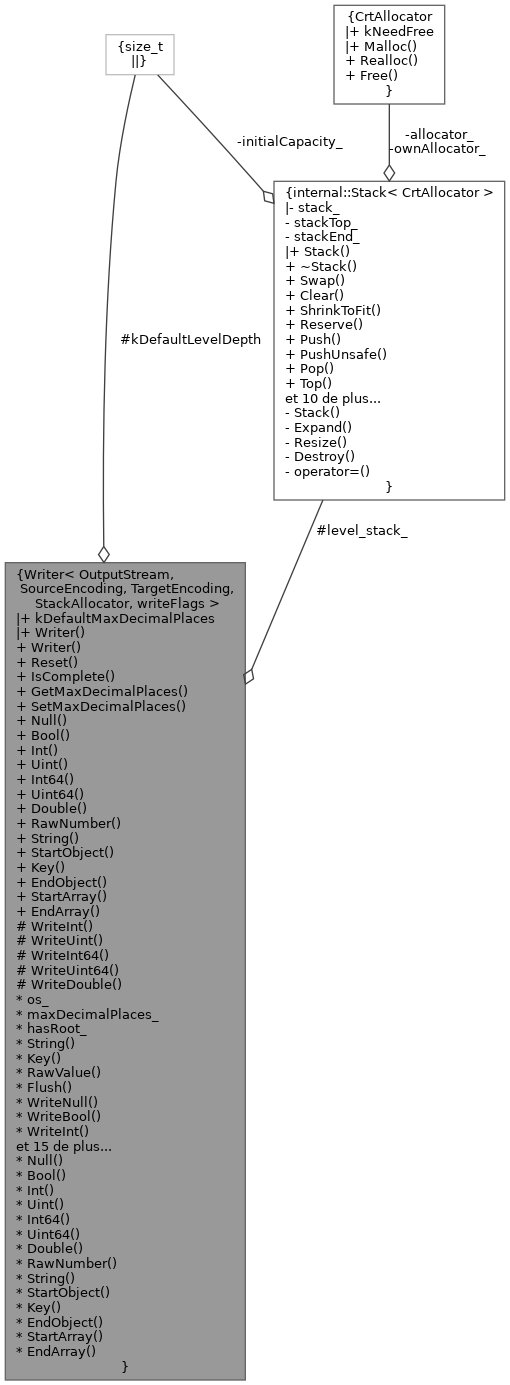 {CrtAllocator
|+ kNeedFree
|+ Malloc()
+ Realloc()
+ Free()
}
{size_t
||}
-initialCapacity_
-allocator_
-ownAllocator_
{internal::Stack< CrtAllocator >
|- stack_
- stackTop_
- stackEnd_
|+ Stack()
+ ~Stack()
+ Swap()
+ Clear()
+ ShrinkToFit()
+ Reserve()
+ Push()
+ PushUnsafe()
+ Pop()
+ Top()
et 10 de plus...
- Stack()
- Expand()
- Resize()
- Destroy()
- operator=()
}
#kDefaultLevelDepth
#level_stack_
{Writer< OutputStream,
SourceEncoding, TargetEncoding,
StackAllocator, writeFlags >
|+ kDefaultMaxDecimalPlaces
|+ Writer()
+ Writer()
+ Reset()
+ IsComplete()
+ GetMaxDecimalPlaces()
+ SetMaxDecimalPlaces()
+ Null()
+ Bool()
+ Int()
+ Uint()
+ Int64()
+ Uint64()
+ Double()
+ RawNumber()
+ String()
+ StartObject()
+ Key()
+ EndObject()
+ StartArray()
+ EndArray()
# WriteInt()
# WriteUint()
# WriteInt64()
# WriteUint64()
# WriteDouble()
* os_
* maxDecimalPlaces_
* hasRoot_
* String()
* Key()
* RawValue()
* Flush()
* WriteNull()
* WriteBool()
* WriteInt()
et 15 de plus...
* Null()
* Bool()
* Int()
* Uint()
* Int64()
* Uint64()
* Double()
* RawNumber()
* String()
* StartObject()
* Key()
* EndObject()
* StartArray()
* EndArray()
}